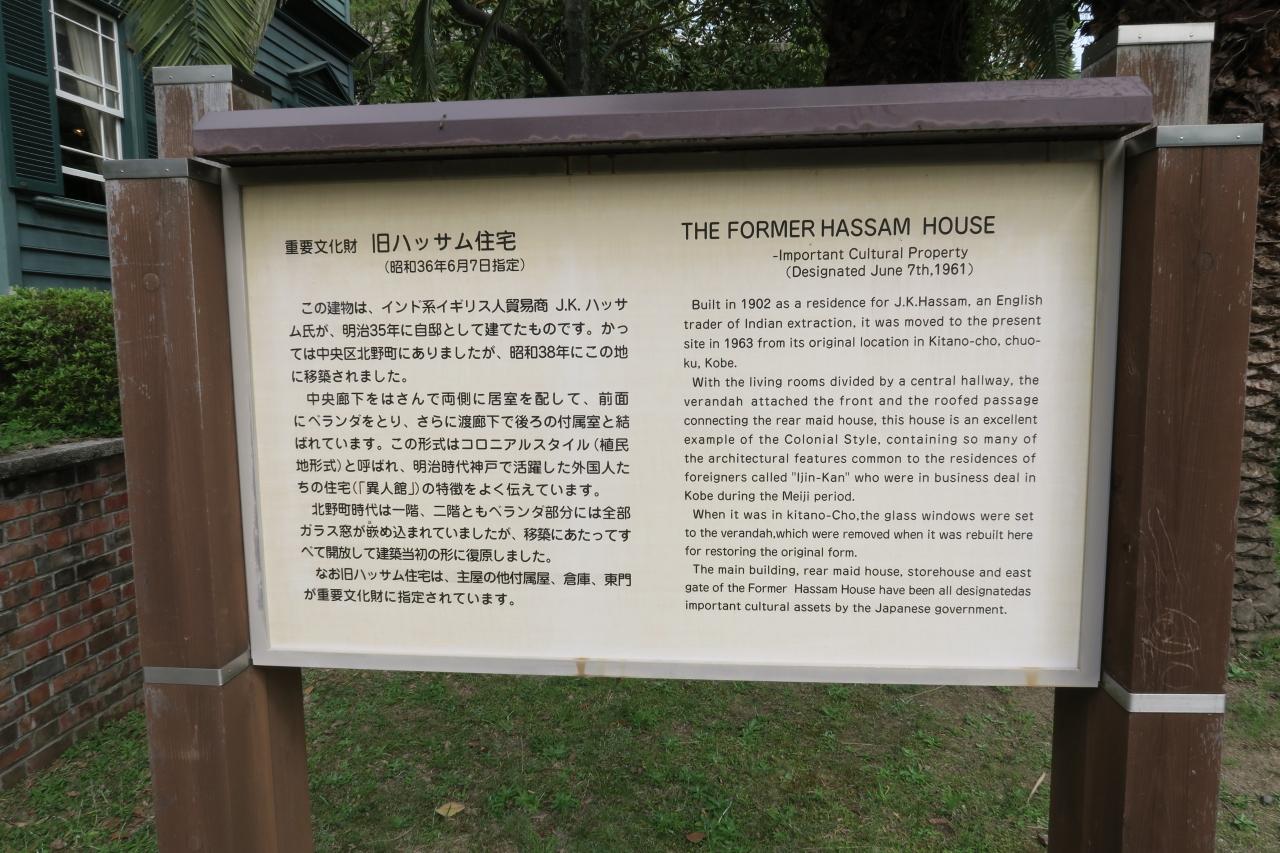 重要文化財 旧ハッサム住宅
(昭和36年6月7日指定)
この建物は、インド系イギリス人貿易商 J.K. ハッサ
ム氏が、明治35年に自邸として建てたものです。かっ
ては中央区北野町にありましたが、昭和38年にこの地
に移築されました。
中央廊下をはさんで両側に居室を配して、前面
にベランダをとり、さらに渡廊下で後ろの付属室と結
ばれています。この形式はコロニアルスタイル(植民
地形式)と呼ばれ、明治時代神戸で活躍した外国人た
ちの住宅(「異人館」)の特徴をよく伝えています。
北野町時代は一階、二階ともベランダ部分には全部
ガラス窓が嵌め込まれていましたが、移築にあたってす
べて開放して建築当初の形に復原しました。
なお旧ハッサム住宅は、主屋の他付属屋、倉庫、東門
が重要文化財に指定されています。
THE FORMER HASSAM HOUSE
-Important Cultural Property
(Designated June 7th,1961)
Built in 1902 as a residence for J.K.Hassam, an English
trader of Indian extraction, it was moved to the present
site in 1963 from its original location in Kitano-cho, chuo-
ku, Kobe.
With the living rooms divided by a central hallway, the
verandah attached the front and the roofed passage
connecting the rear maid house, this house is an excellent
example of the Colonial Style, containing so many of
the architectural features common to the residences of
foreigners called "Ijin-Kan" who were in business deal in
Kobe during the Meiji period.
When it was in kitano-Cho,the glass windows were set
to the verandah,which were removed when it was rebuilt here
for restoring the original form.
The main building, rear maid house, storehouse and east
gate of the Former Hassam House have been all designatedas
important cultural assets by the Japanese government.